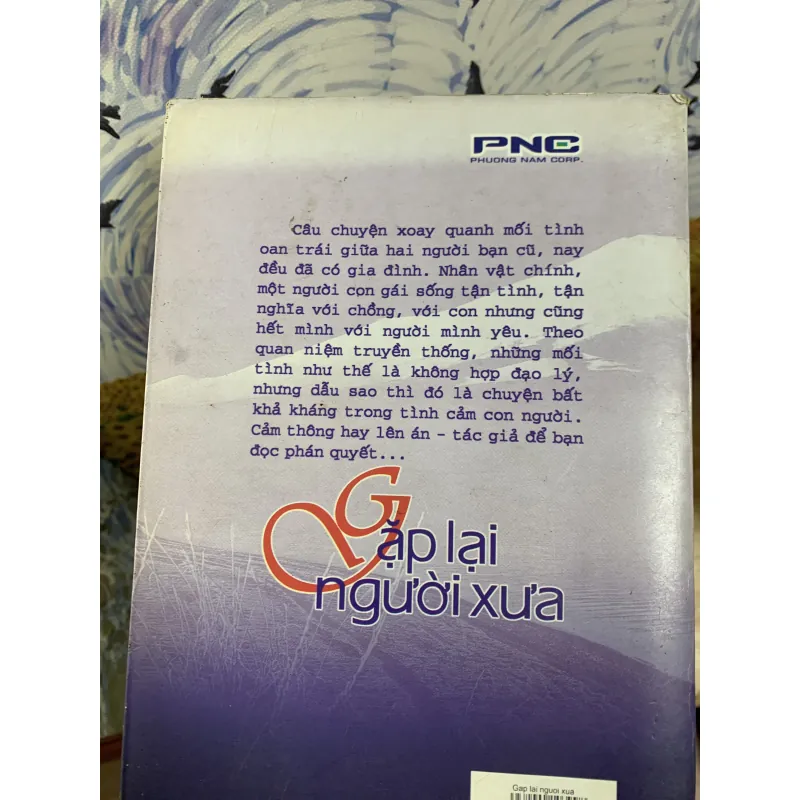 PNC
PHUONG NAM CORP.
Câu chuyện xoay quanh mối tình
oan trái giữa hai người bạn cũ, nay
đều đã có gia đình. Nhân vật chính,
một người con gái sống tận tình, tận
nghĩa với chồng, với con nhưng cũng
hết mình với người mình yêu. Theo
quan niệm truyền thống, những mối
tình như thế là không hợp đạo lý,
nhưng dẫu sao thì đó là chuyện bất
khả kháng trong tình cảm con người.
Cảm thông hay lên án - tác giả để bạn
đọc phán quyết...
Gặp lại
người xưa
Gap lai nguoi xua